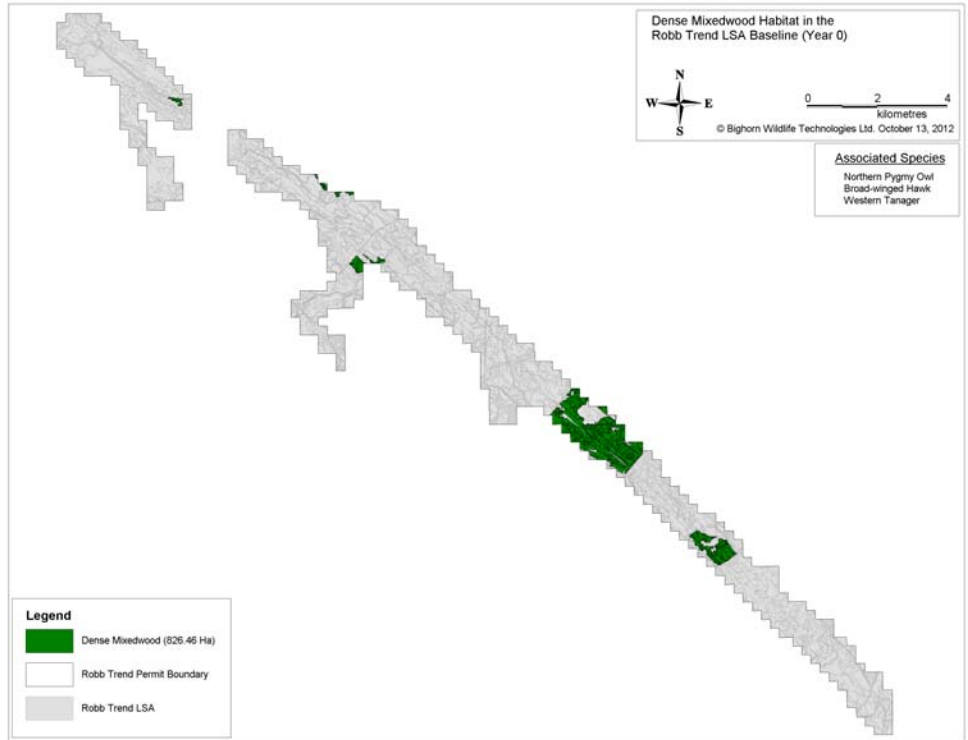 Dense Mixedwood Habitat in the
Robb Trend LSA Baseline (Year 0)
N
W E
S
0 2 4
kilometres
© Bighorn Wildlife Technologies Ltd. October 13, 2012
Associated Species
Northern Pygmy Owl
Broad-winged Hawk
Western Tanager
Legend
Dense Mixedwood (826.46 Ha)
Robb Trend Permit Boundary
Robb Trend LSA